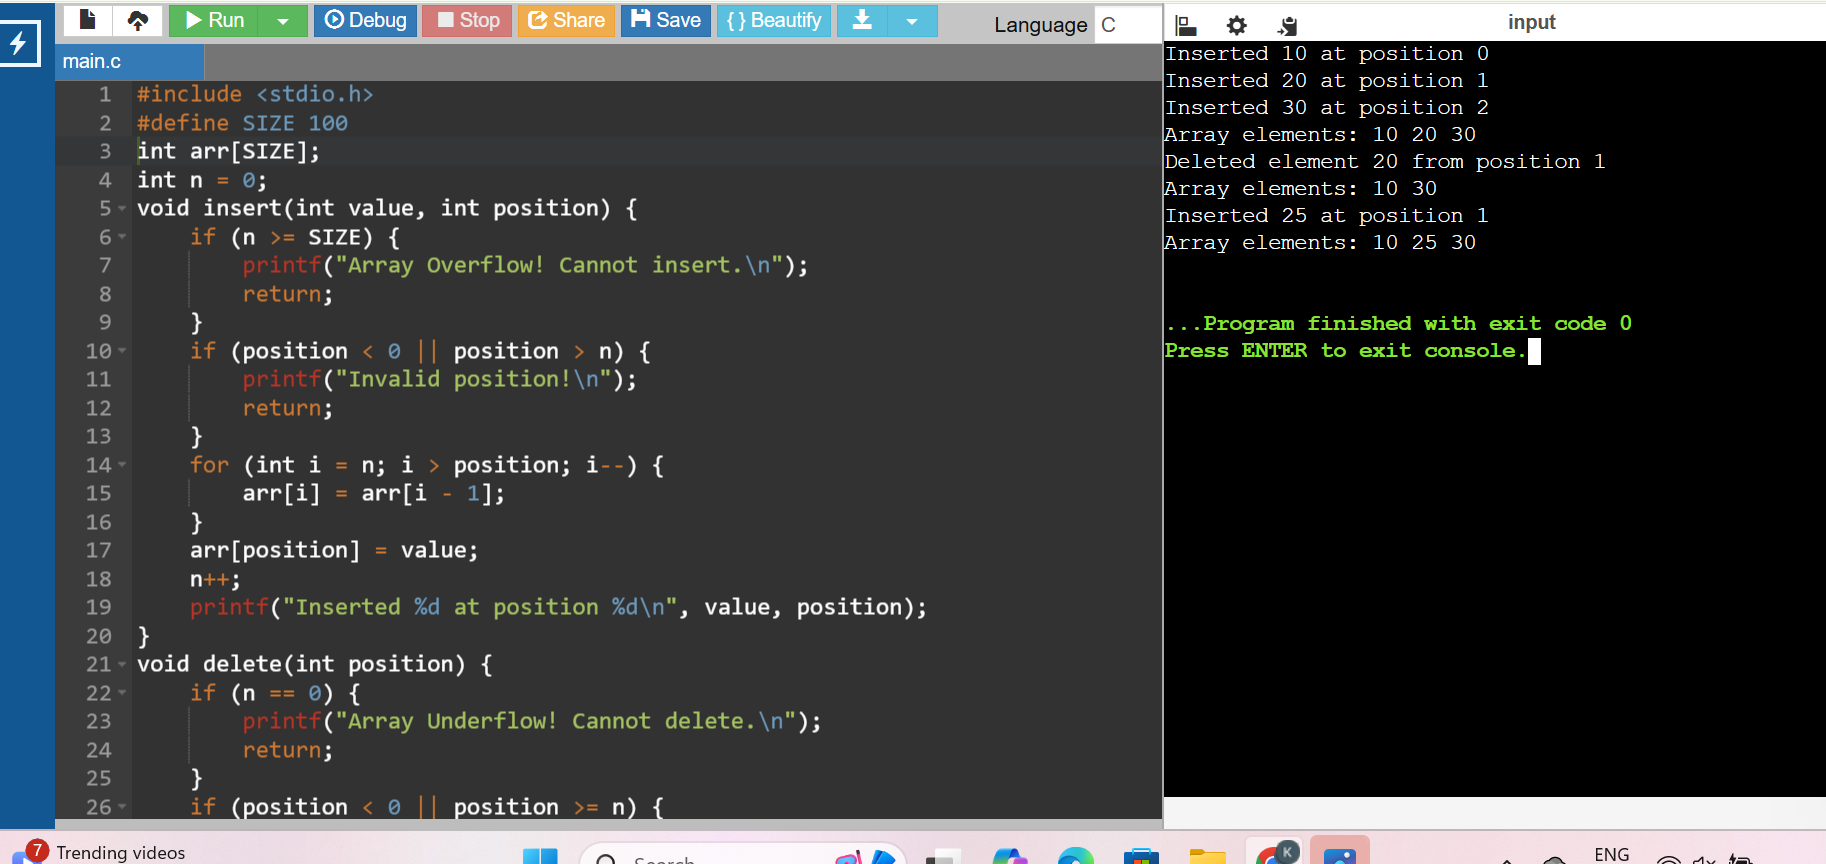 Run
Debug
Stop
Share
Save
{ } Beautify
Language C
input
main.c
1 #include <stdio.h>
2 #define SIZE 100
3 int arr[SIZE];
4 int n = 0;
5 void insert(int value, int position) {
6 if (n >= SIZE) {
7 printf("Array Overflow! Cannot insert.\n");
8 return;
9 }
10 if (position < 0 || position > n) {
11 printf("Invalid position!\n");
12 return;
13 }
14 for (int i = n; i > position; i--) {
15 arr[i] = arr[i - 1];
16 }
17 arr[position] = value;
18 n++;
19 printf("Inserted %d at position %d\n", value, position);
20 }
21 void delete(int position) {
22 if (n == 0) {
23 printf("Array Underflow! Cannot delete.\n");
24 return;
25 }
26 if (position < 0 || position >= n) {
Inserted 10 at position 0
Inserted 20 at position 1
Inserted 30 at position 2
Array elements: 10 20 30
Deleted element 20 from position 1
Array elements: 10 30
Inserted 25 at position 1
Array elements: 10 25 30
...Program finished with exit code 0
Press ENTER to exit console.
7
Trending videos
Search
K
ENG